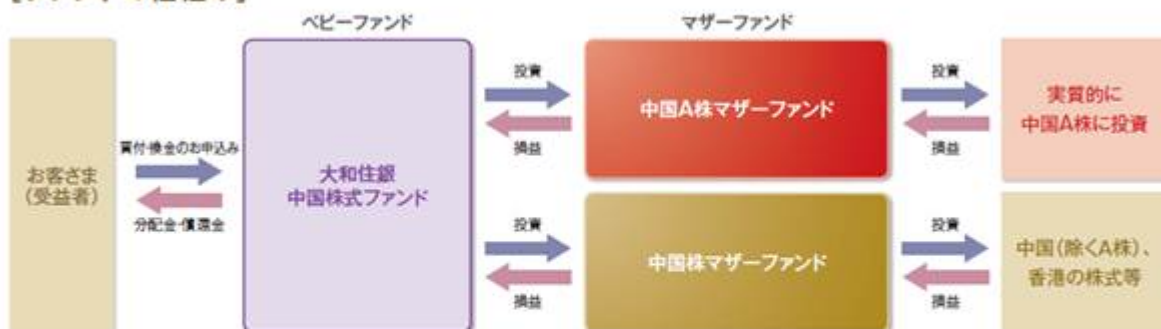 ベビーファンド
マザーファンド
お客さま
(受益者)
買付・換金のお申込み
分配金・償還金
大和住銀
中国株式ファンド
投資
損益
中国A株マザーファンド
投資
損益
実質的に
中国A株に投資
投資
損益
中国株マザーファンド
投資
損益
中国(除くA株)、
香港の株式等